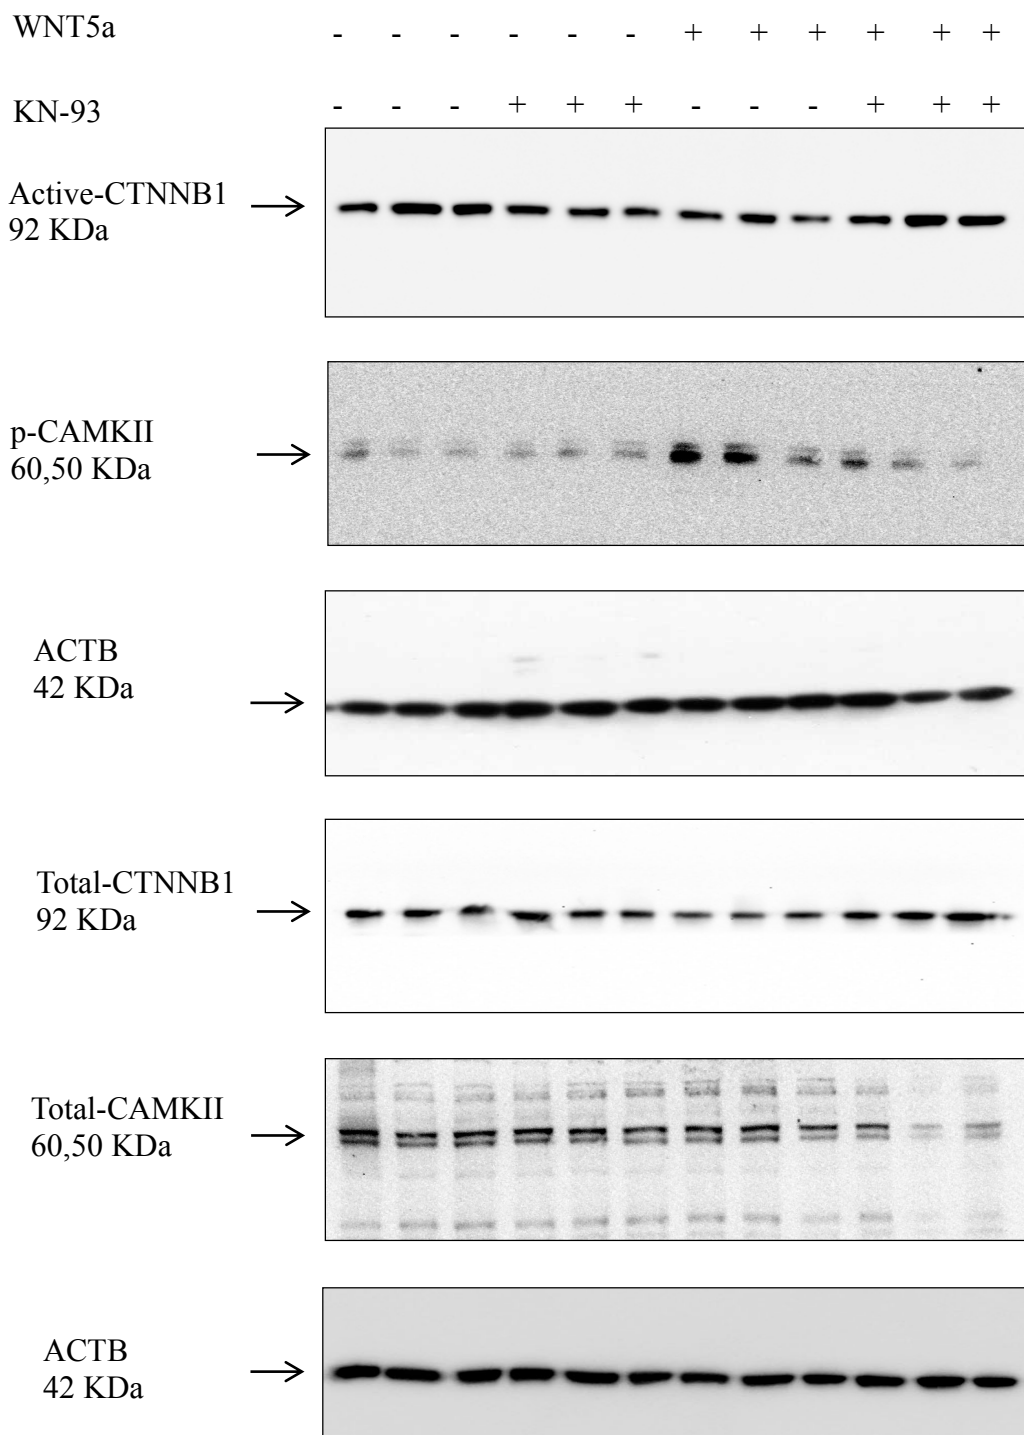 WNT5a - - - - - - + + + + + +
KN-93 - - - + + + - - - + + +
Active-CTNNB1
92 KDa
p-CAMKII
60,50 KDa
ACTB
42 KDa
Total-CTNNB1
92 KDa
Total-CAMKII
60,50 KDa
ACTB
42 KDa